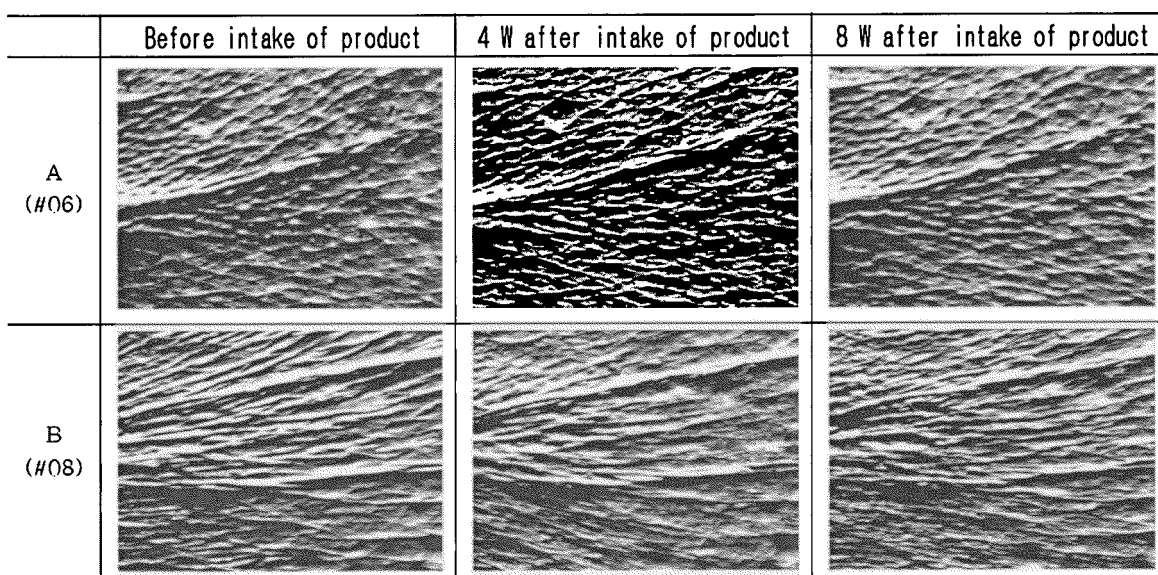 Before intake of product
4 W after intake of product
8 W after intake of product
A
(#06)
B
(#08)